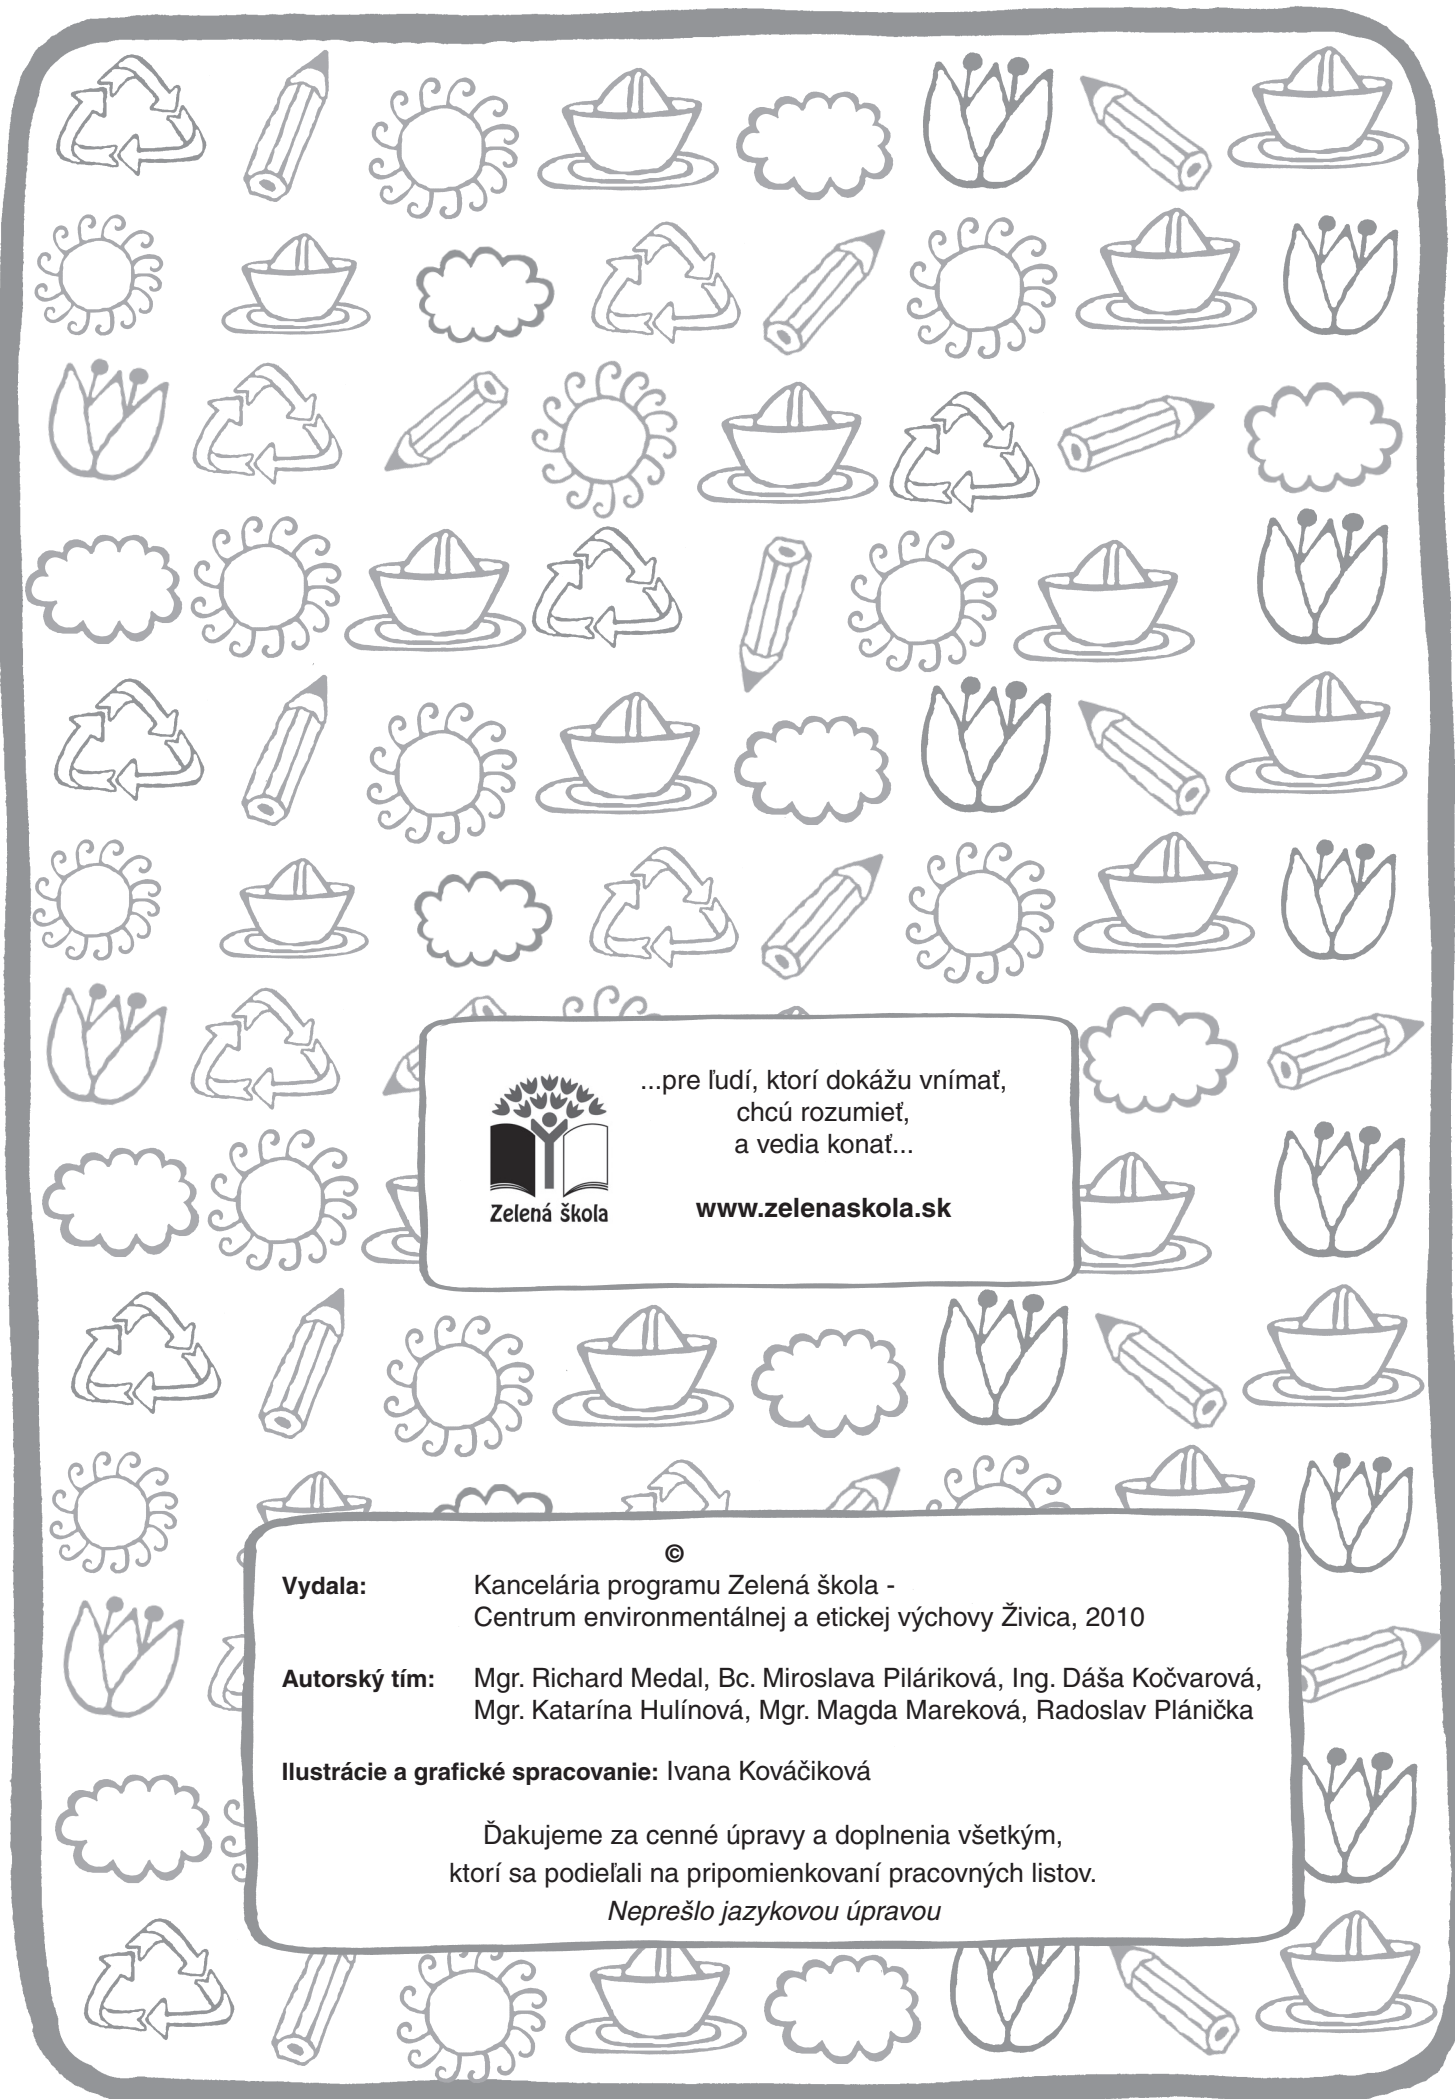 ...pre ľudí, ktorí dokážu vnímať,
chcú rozumieť,
a vedia konať...
www.zelenaskola.sk
Zelená škola
©
Vydala: Kancelária programu Zelená škola -
Centrum environmentálnej a etickej výchovy Živica, 2010
Autorský tím: Mgr. Richard Medal, Bc. Miroslava Piláriková, Ing. Dáša Kočvarová,
Mgr. Katarína Hulínová, Mgr. Magda Mareková, Radoslav Plánička
Ilustrácie a grafické spracovanie: Ivana Kováčiková
Ďakujeme za cenné úpravy a doplnenia všetkým,
ktorí sa podieľali na pripomienkovaní pracovných listov.
Neprešlo jazykovou úpravou